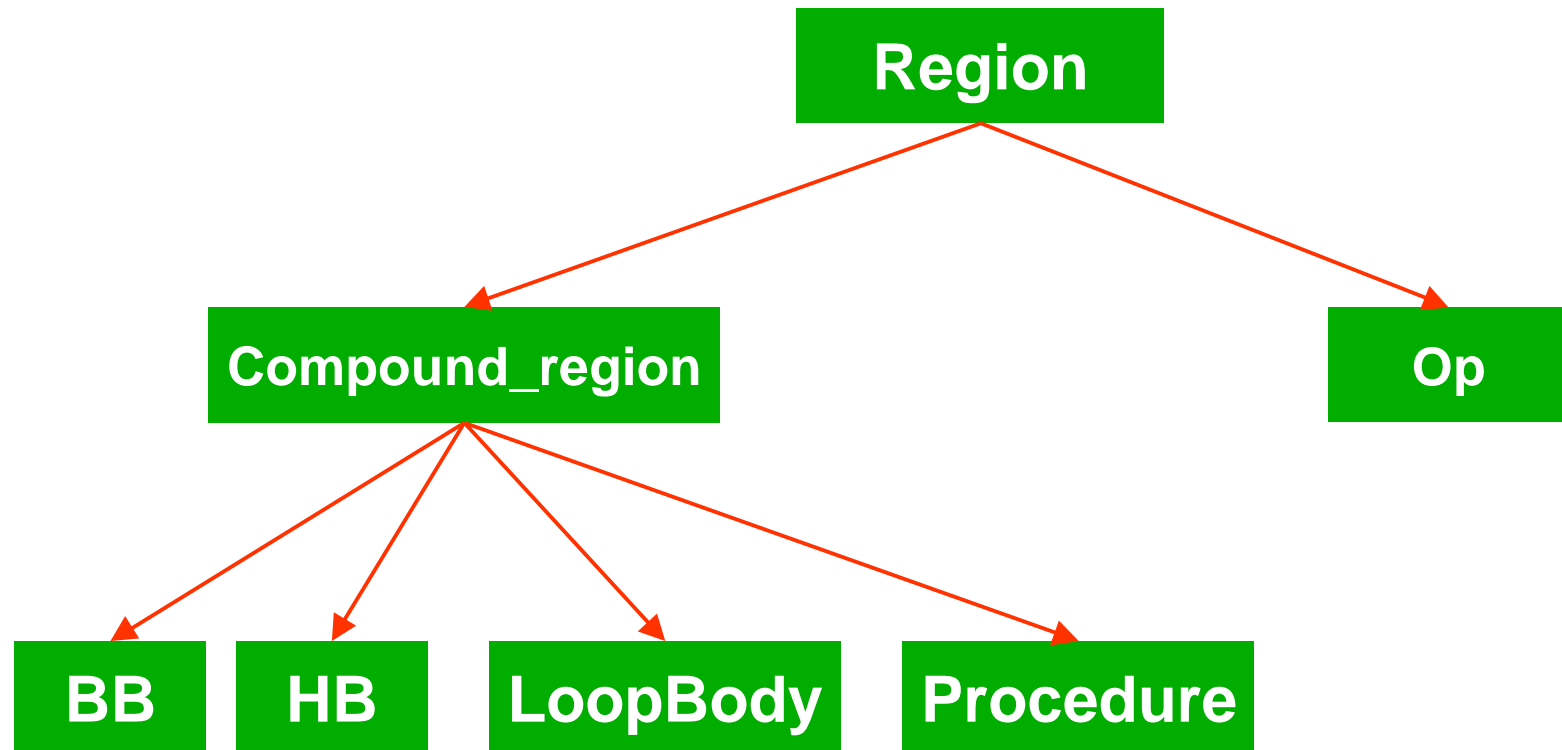 Region
Compound_region
Op
BB
HB
LoopBody
Procedure